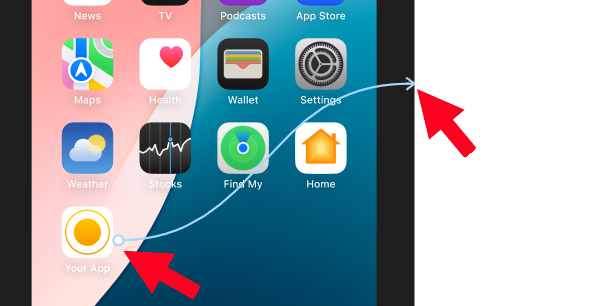 News TV Podcasts App Store
Maps Health Wallet Settings
Weather Stocks Find My Home
Your App